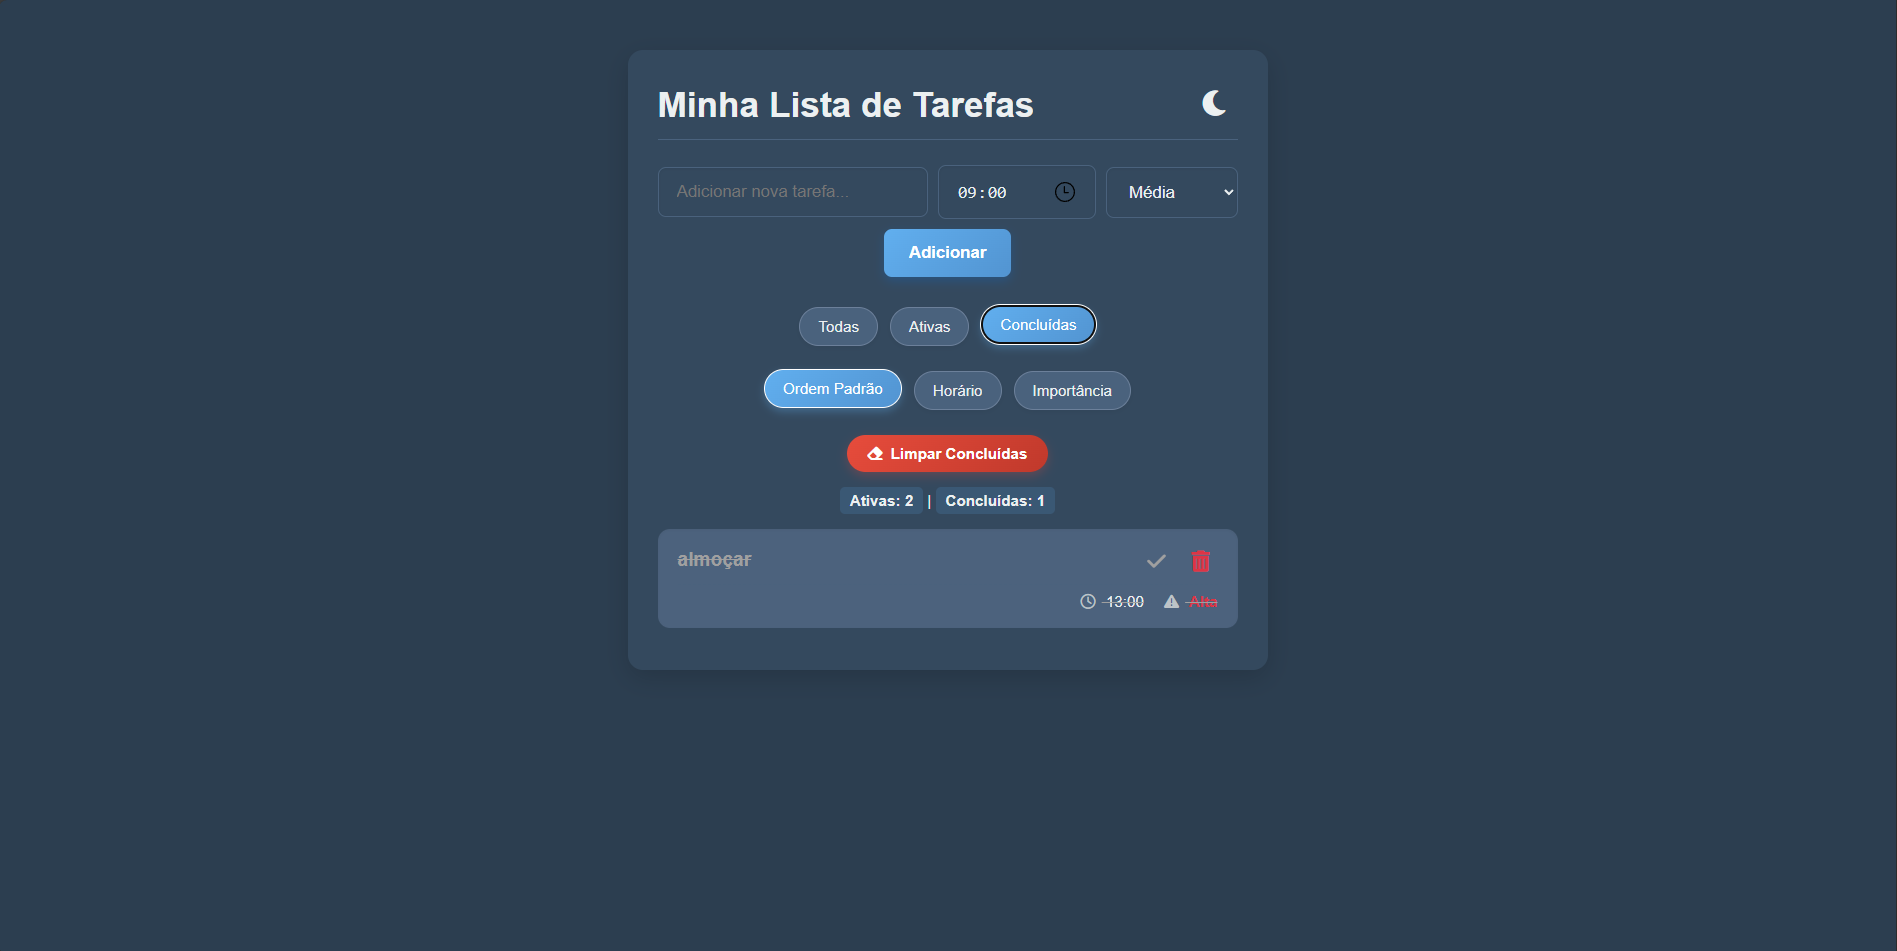 Minha Lista de Tarefas
Adicionar nova tarefa... 09:00 Média
Adicionar
Todas Ativas Concluídas
Ordem Padrão Horário Importância
Limpar Concluídas
Ativas: 2 | Concluídas: 1
almoçar
13:00 Alta